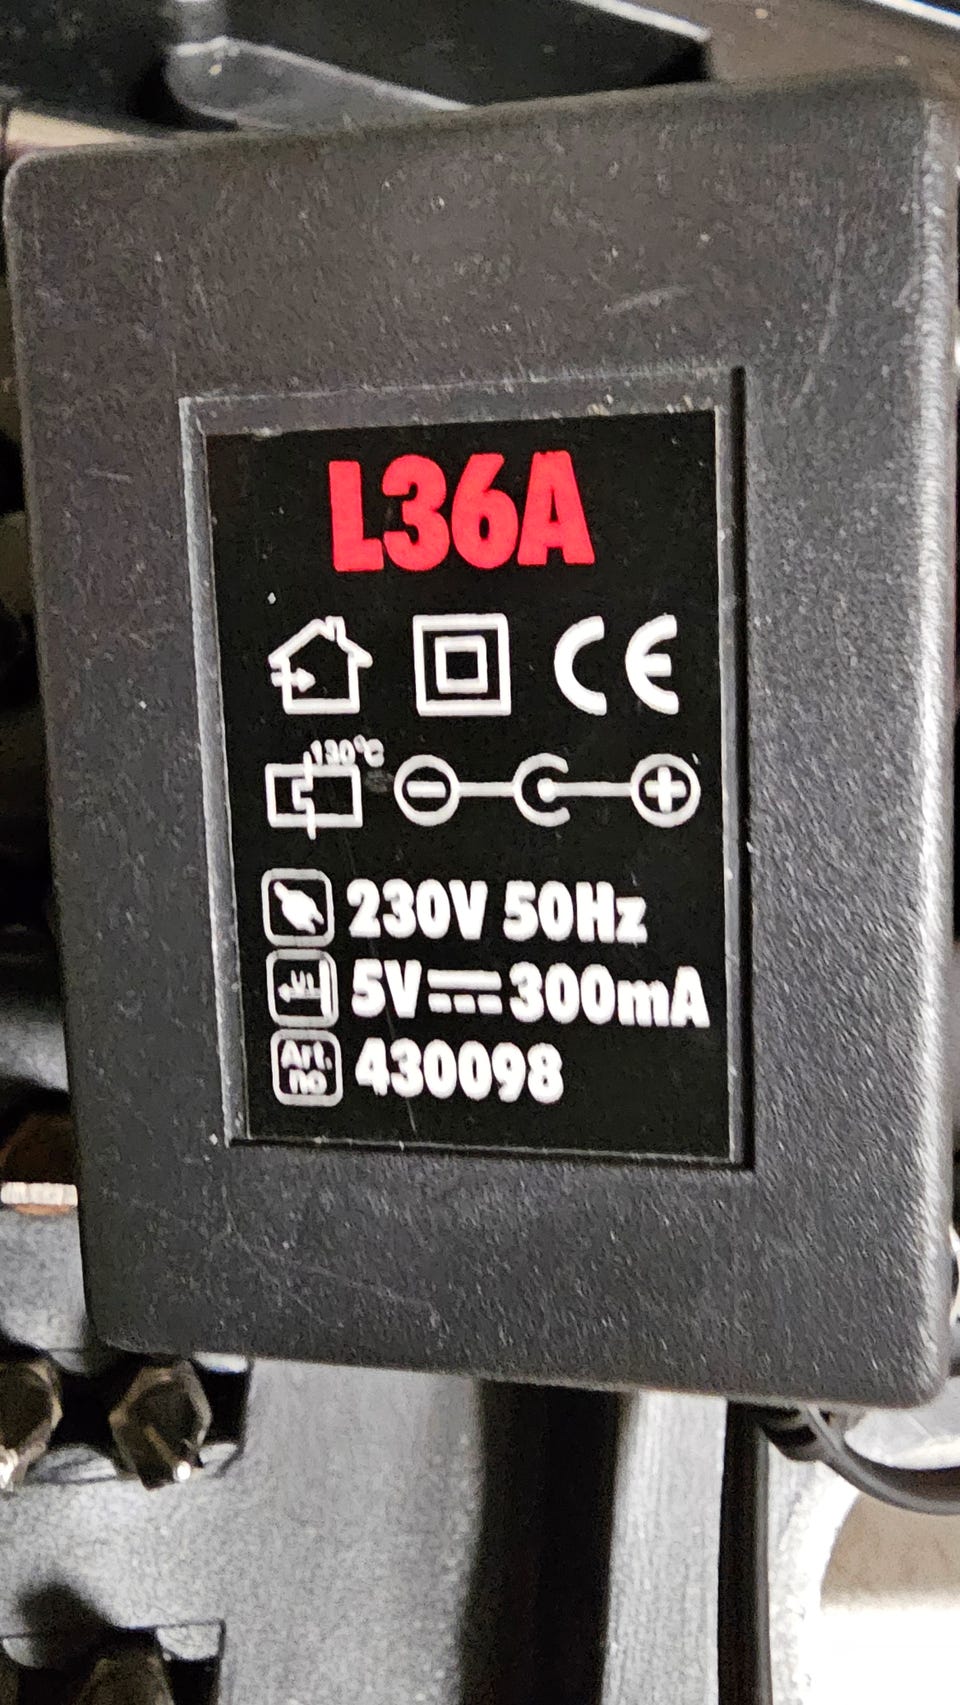 L36A
CE
130°C
230V 50Hz
5V⎓300mA
Art. no 430098